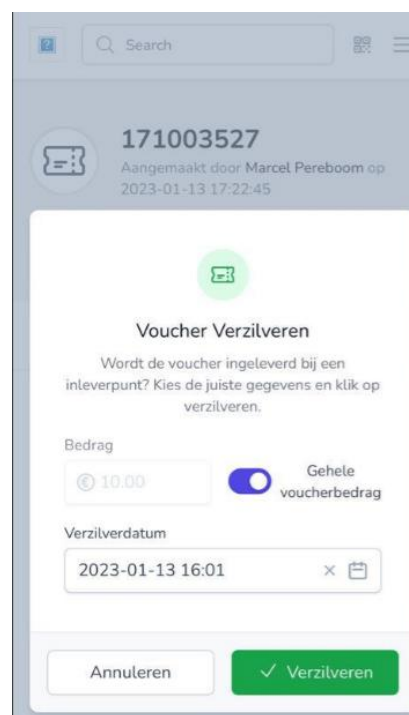 Search
171003527
Aangemaakt door Marcel Pereboom op
2023-01-13 17:22:45
Voucher Verzilveren
Wordt de voucher ingeleverd bij een
inleverpunt? Kies de juiste gegevens en klik op
verzilveren.
Bedrag
10.00
Gehele
voucherbedrag
Verzilverdatum
2023-01-13 16:01
Annuleren
Verzilveren